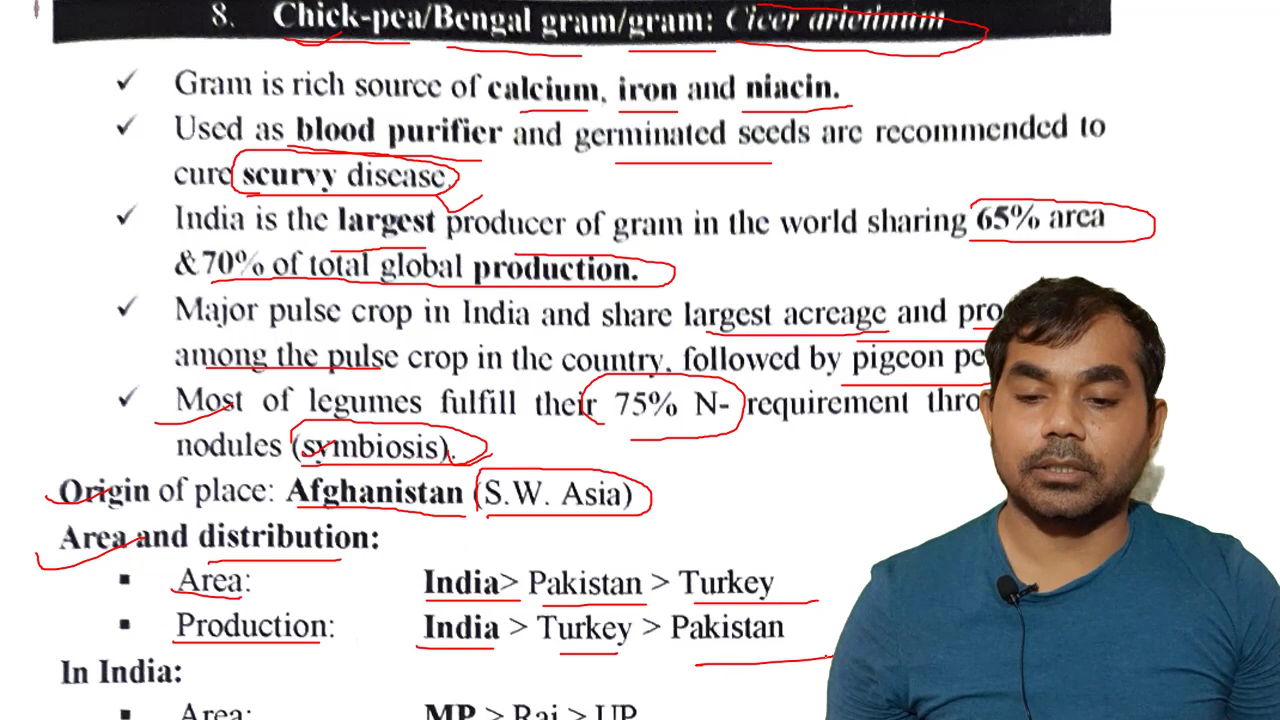 8. Chick-pea/Bengal gram/gram: Cicer arietinum
✓ Gram is rich source of calcium, iron and niacin.
✓ Used as blood purifier and germinated seeds are recommended to
cure scurvy disease.
✓ India is the largest producer of gram in the world sharing 65% area
&70% of total global production.
✓ Major pulse crop in India and share largest acreage and
among the pulse crop in the country, followed by pigeon
✓ Most of legumes fulfill their 75% N- requirement
nodules (symbiosis).
Origin of place: Afghanistan (S.W. Asia)
Area and distribution:
▪ Area: India> Pakistan > Turkey
▪ Production: India > Turkey > Pakistan
In India:
▪ Area: MP > Raj > UP